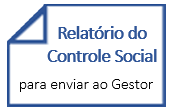 Relatório do
Controle Social
para enviar ao Gestor